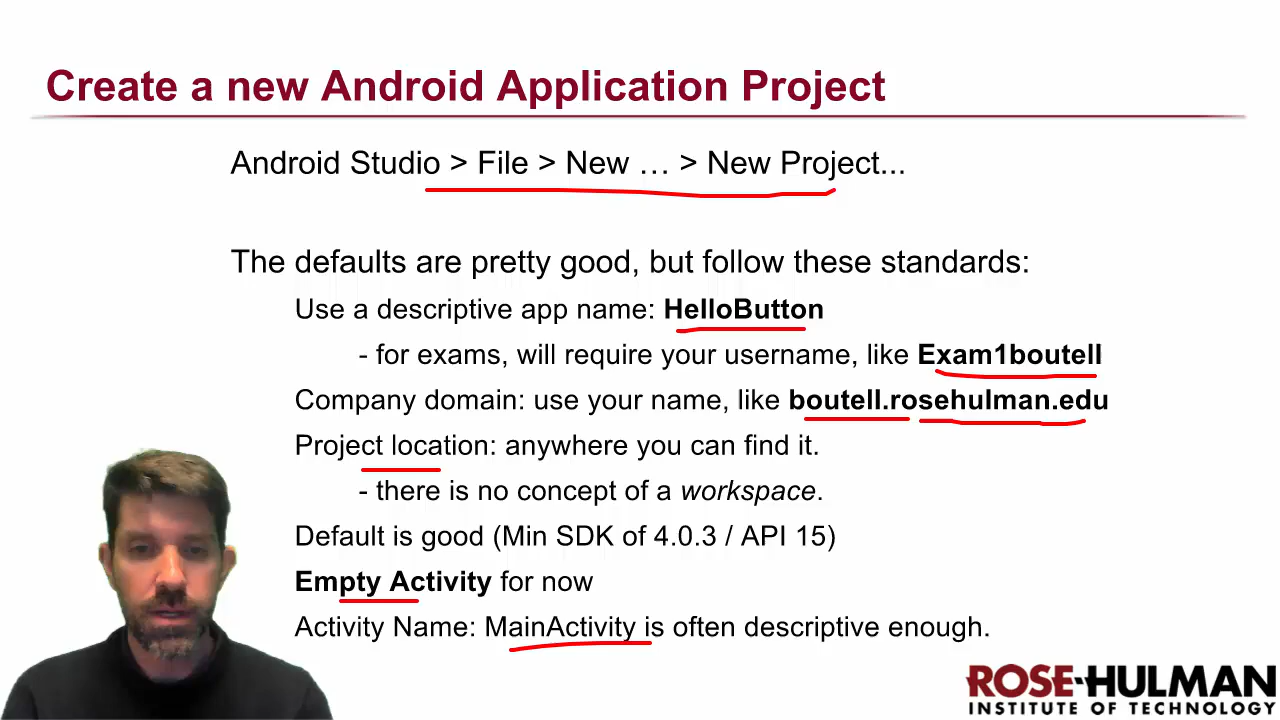 Create a new Android Application Project
Android Studio > File > New … > New Project...
The defaults are pretty good, but follow these standards:
Use a descriptive app name: HelloButton
- for exams, will require your username, like Exam1boutell
Company domain: use your name, like boutell.rosehulman.edu
Project location: anywhere you can find it.
- there is no concept of a workspace.
Default is good (Min SDK of 4.0.3 / API 15)
Empty Activity for now
Activity Name: MainActivity is often descriptive enough.
ROSE-HULMAN
INSTITUTE OF TECHNOLOGY